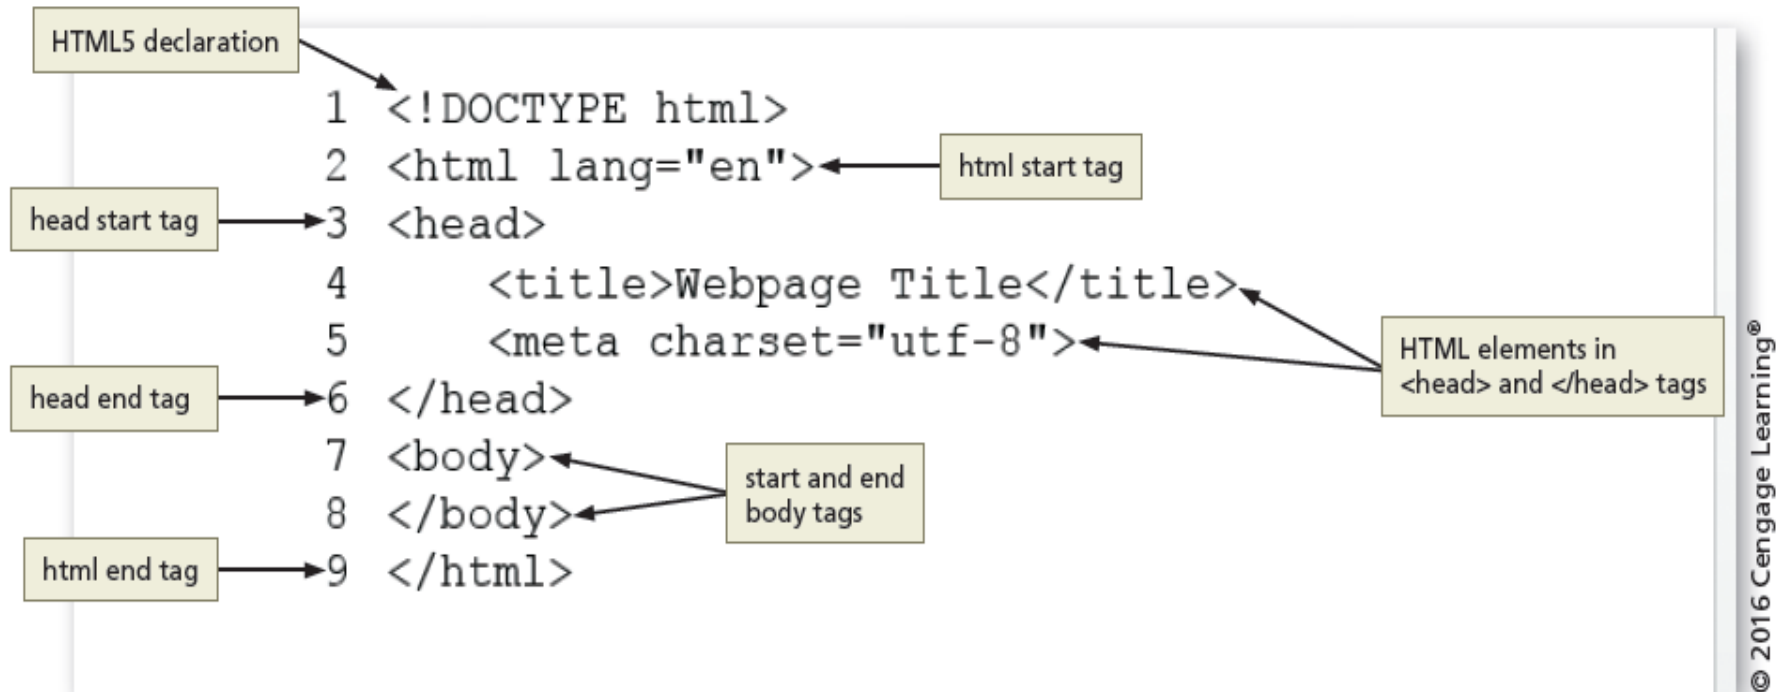 HTML5 declaration
1 <!DOCTYPE html>
2 <html lang="en">
html start tag
head start tag
3 <head>
4 <title>Webpage Title</title>
5 <meta charset="utf-8">
HTML elements in
<head> and </head> tags
head end tag
6 </head>
7 <body>
start and end
body tags
8 </body>
html end tag
9 </html>
© 2016 Cengage Learning®